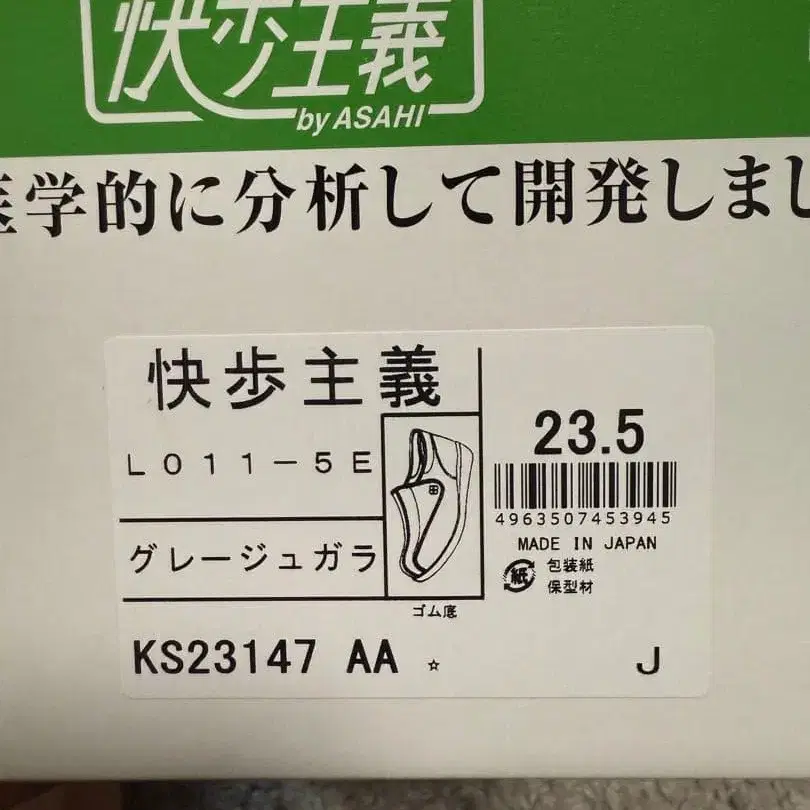 快歩主義
by ASAHI
医学的に分析して開発しまし
快歩主義
L011-5E
グレージュガラ
ゴム底
KS23147 AA ☆
23.5
4963507453945
MADE IN JAPAN
紙
包装紙
保型材
J